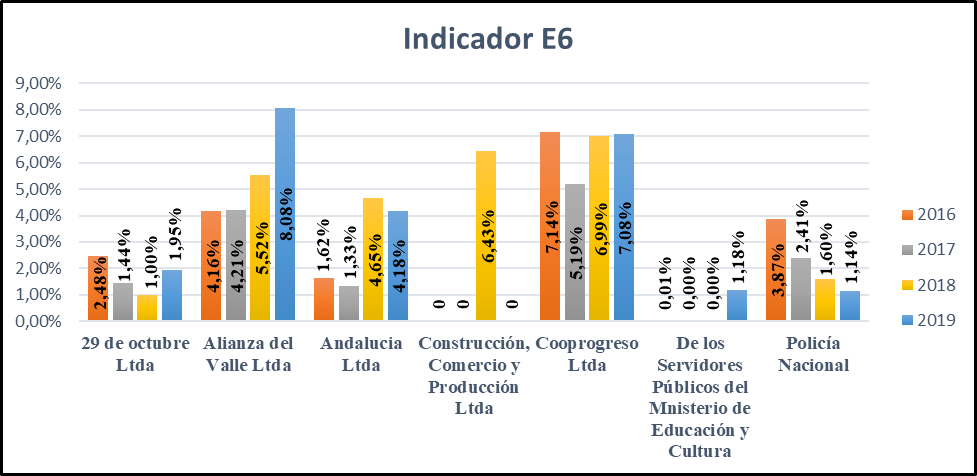 Indicador E6
9,00%
8,00%
7,00%
6,00%
5,00%
4,00%
3,00%
2,00%
1,00%
0,00%
2,48%
1,44%
1,00%
1,95%
4,16%
4,21%
5,52%
8,08%
1,62%
1,33%
4,65%
4,18%
0
0
6,43%
0
7,14%
5,19%
6,99%
7,08%
0,01%
0,00%
0,00%
1,18%
3,87%
2,41%
1,60%
1,14%
29 de octubre
Ltda
Alianza del
Valle Ltda
Andalucia
Ltda
Construcción,
Comercio y
Producción
Ltda
Cooprogreso
Ltda
De los
Servidores
Públicos del
Mnisterio de
Educación y
Cultura
Policía
Nacional
2016
2017
2018
2019